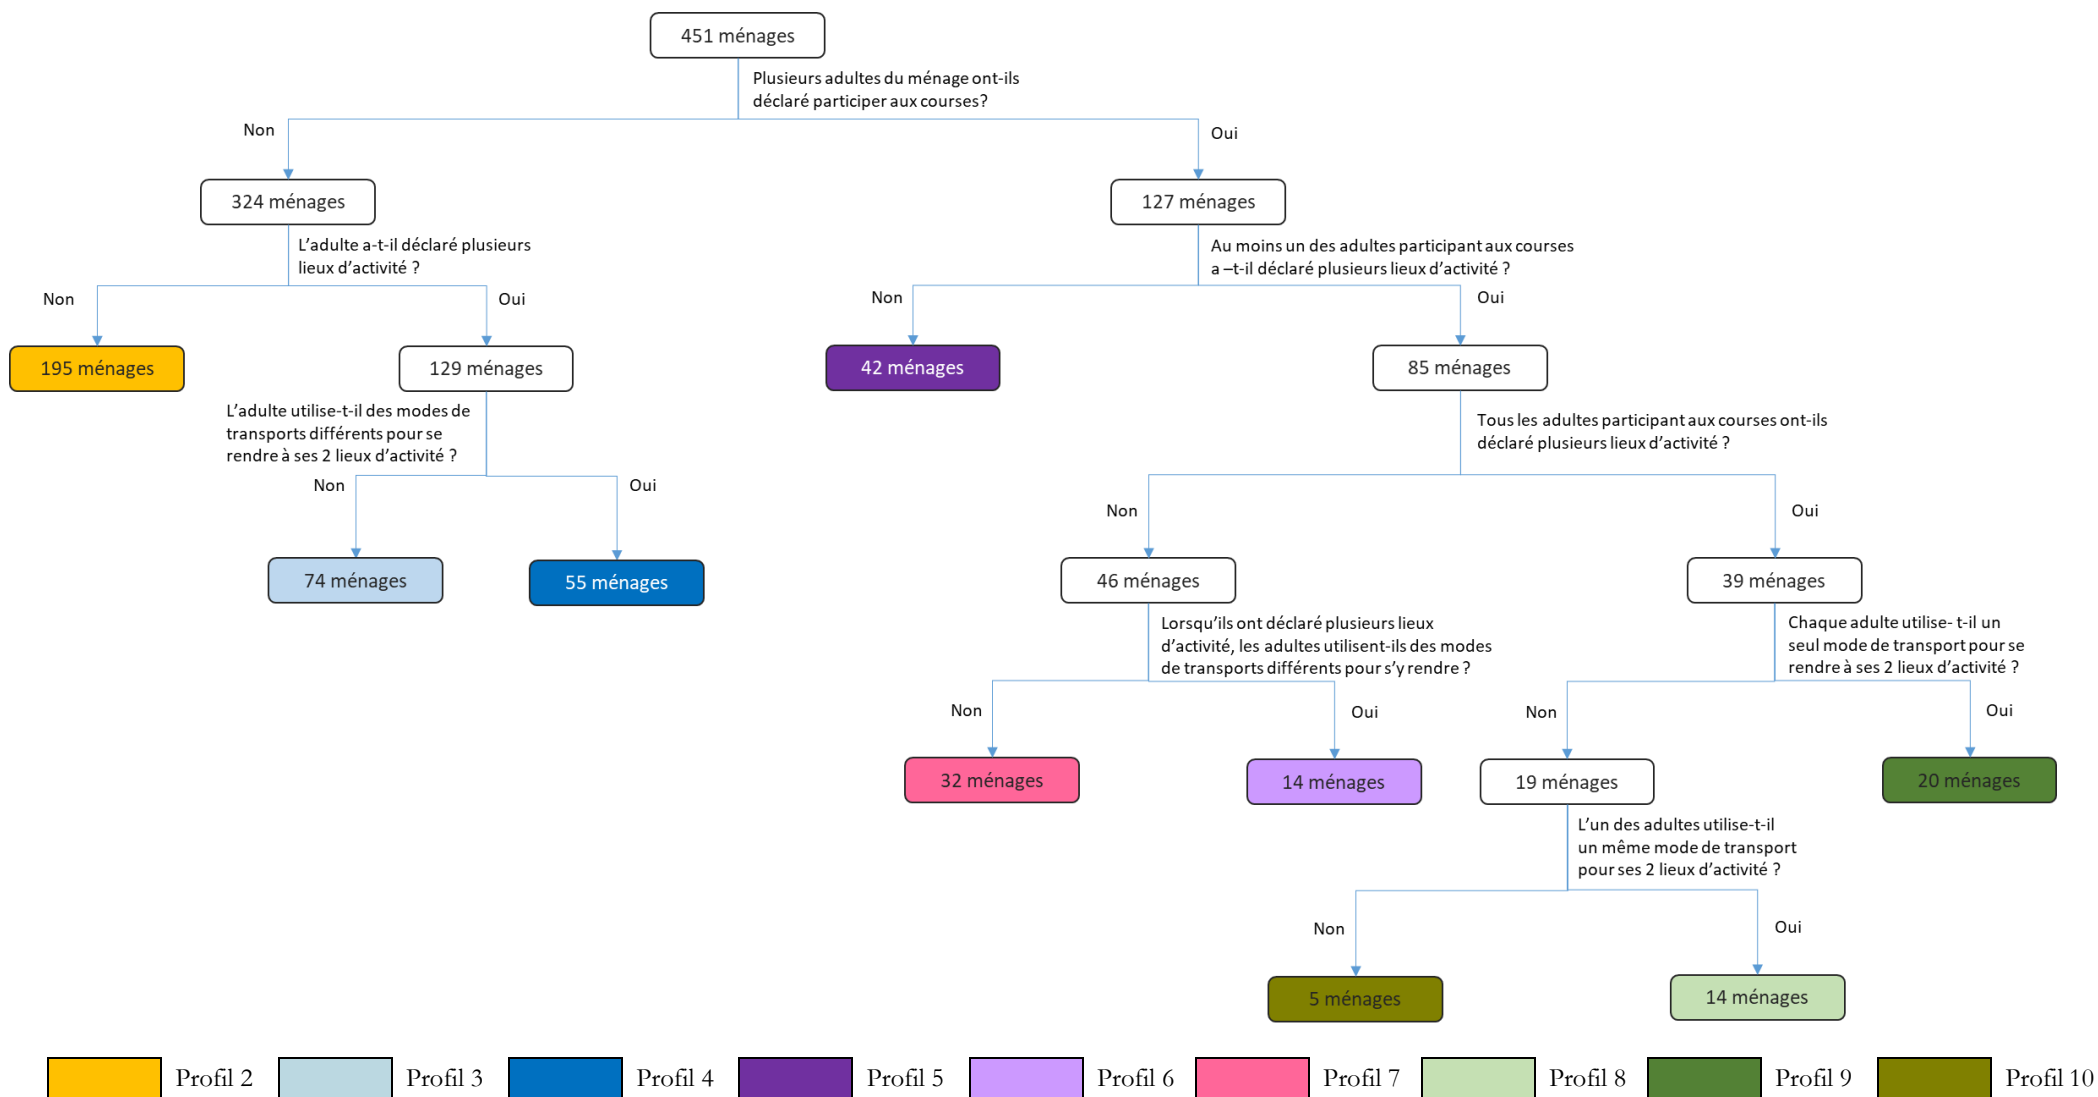 451 ménages
Plusieurs adultes du ménage ont-ils
déclaré participer aux courses?
Non
Oui
324 ménages
127 ménages
L’adulte a-t-il déclaré plusieurs
lieux d’activité ?
Au moins un des adultes participant aux courses
a –t-il déclaré plusieurs lieux d’activité ?
Non
Oui
Non
Oui
195 ménages
129 ménages
42 ménages
85 ménages
L’adulte utilise-t-il des modes de
transports différents pour se
rendre à ses 2 lieux d’activité ?
Tous les adultes participant aux courses ont-ils
déclaré plusieurs lieux d’activité ?
Non
Oui
Non
Oui
74 ménages
55 ménages
46 ménages
39 ménages
Lorsqu’ils ont déclaré plusieurs lieux
d’activité, les adultes utilisent-ils des modes
de transports différents pour s’y rendre ?
Chaque adulte utilise- t-il un
seul mode de transport pour se
rendre à ses 2 lieux d’activité ?
Non
Oui
Non
Oui
32 ménages
14 ménages
19 ménages
20 ménages
L’un des adultes utilise-t-il
un même mode de transport
pour ses 2 lieux d’activité ?
Non
Oui
5 ménages
14 ménages
Profil 2
Profil 3
Profil 4
Profil 5
Profil 6
Profil 7
Profil 8
Profil 9
Profil 10